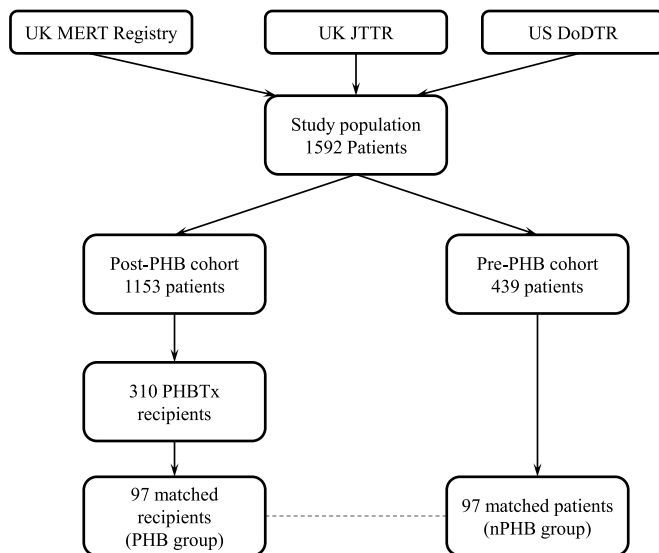 UK MERT Registry
UK JTTR
US DoDTR
Study population
1592 Patients
Post-PHB cohort
1153 patients
Pre-PHB cohort
439 patients
310 PHBTx
recipients
97 matched
recipients
(PHB group)
97 matched patients
(nPHB group)